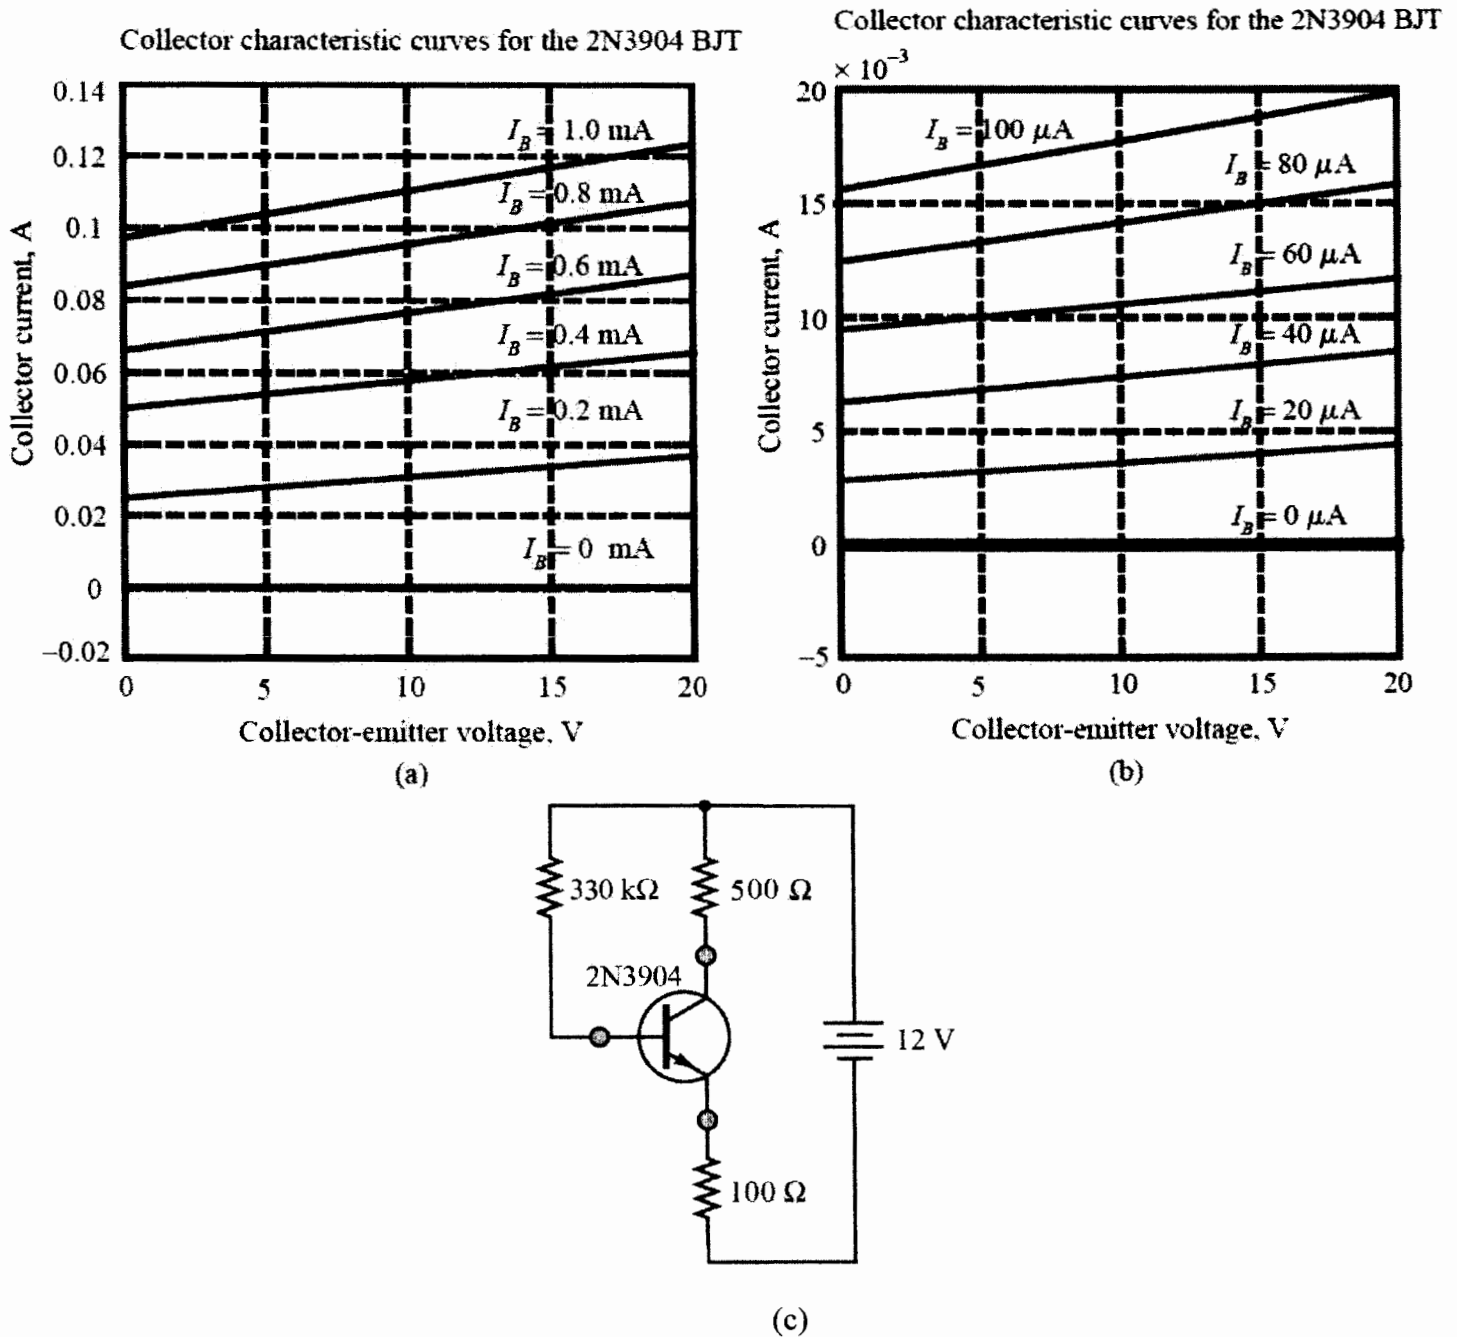 Collector characteristic curves for the 2N3904 BJT
0.14
0.12
0.1
0.08
0.06
0.04
0.02
0
−0.02
Collector current, A
I_B = 1.0 mA
I_B = 0.8 mA
I_B = 0.6 mA
I_B = 0.4 mA
I_B = 0.2 mA
I_B = 0 mA
0 5 10 15 20
Collector-emitter voltage, V
(a)
Collector characteristic curves for the 2N3904 BJT
× 10⁻³
20
15
10
5
0
−5
Collector current, A
I_B = 100 μA
I_B = 80 μA
I_B = 60 μA
I_B = 40 μA
I_B = 20 μA
I_B = 0 μA
0 5 10 15 20
Collector-emitter voltage, V
(b)
330 kΩ
500 Ω
2N3904
12 V
100 Ω
(c)